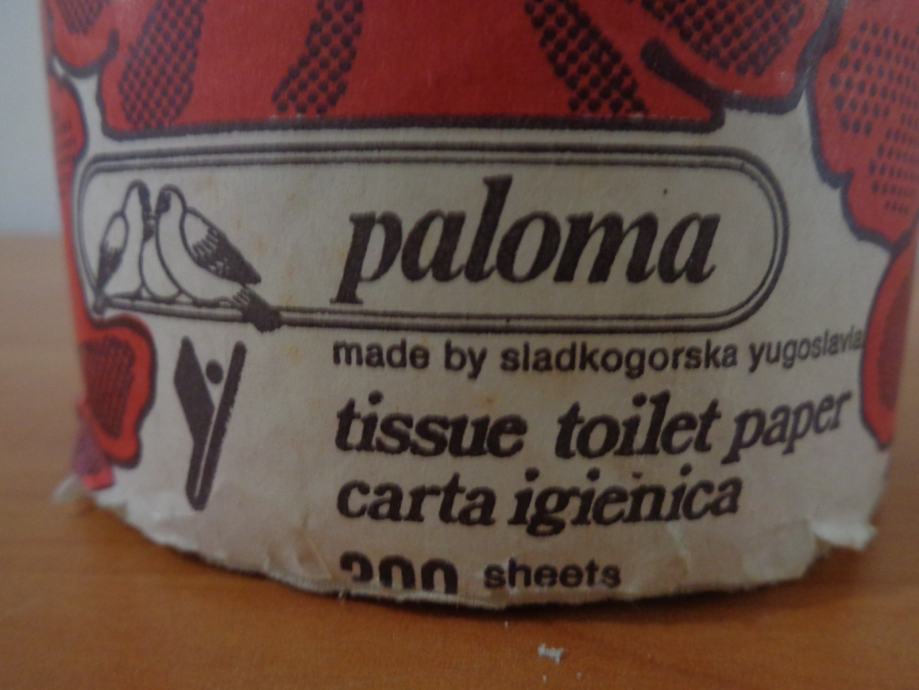 paloma
made by sladkogorska yugoslavia
tissue toilet paper
carta igienica
200 sheets